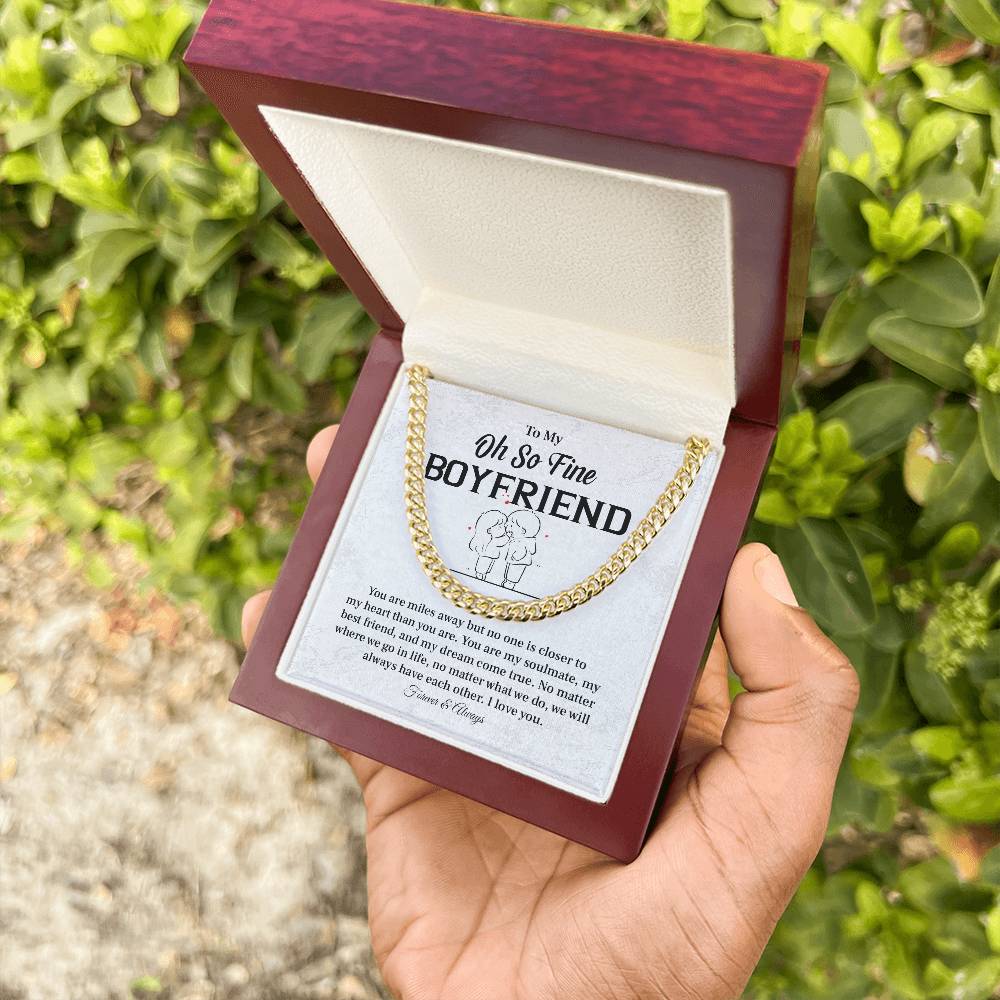 To My
Oh So Fine
BOYFRIEND
You are miles away but no one is closer to
my heart than you are. You are my soulmate, my
best friend, and my dream come true. No matter
where we go in life, no matter what we do, we will
always have each other. I love you.
Forever & Always